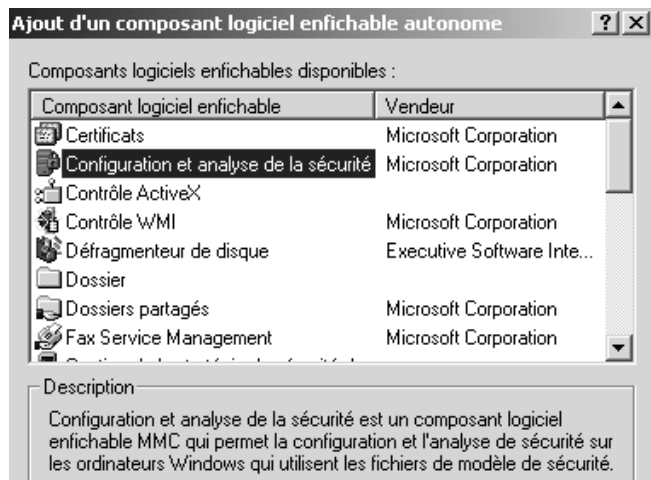 Ajout d'un composant logiciel enfichable autonome
Composants logiciels enfichables disponibles :
Composant logiciel enfichable Vendeur
Certificats Microsoft Corporation
Configuration et analyse de la sécurité Microsoft Corporation
Contrôle ActiveX
Contrôle WMI Microsoft Corporation
Défragmenteur de disque Executive Software Inte...
Dossier
Dossiers partagés Microsoft Corporation
Fax Service Management Microsoft Corporation
Description
Configuration et analyse de la sécurité est un composant logiciel
enfichable MMC qui permet la configuration et l'analyse de sécurité sur
les ordinateurs Windows qui utilisent les fichiers de modèle de sécurité.